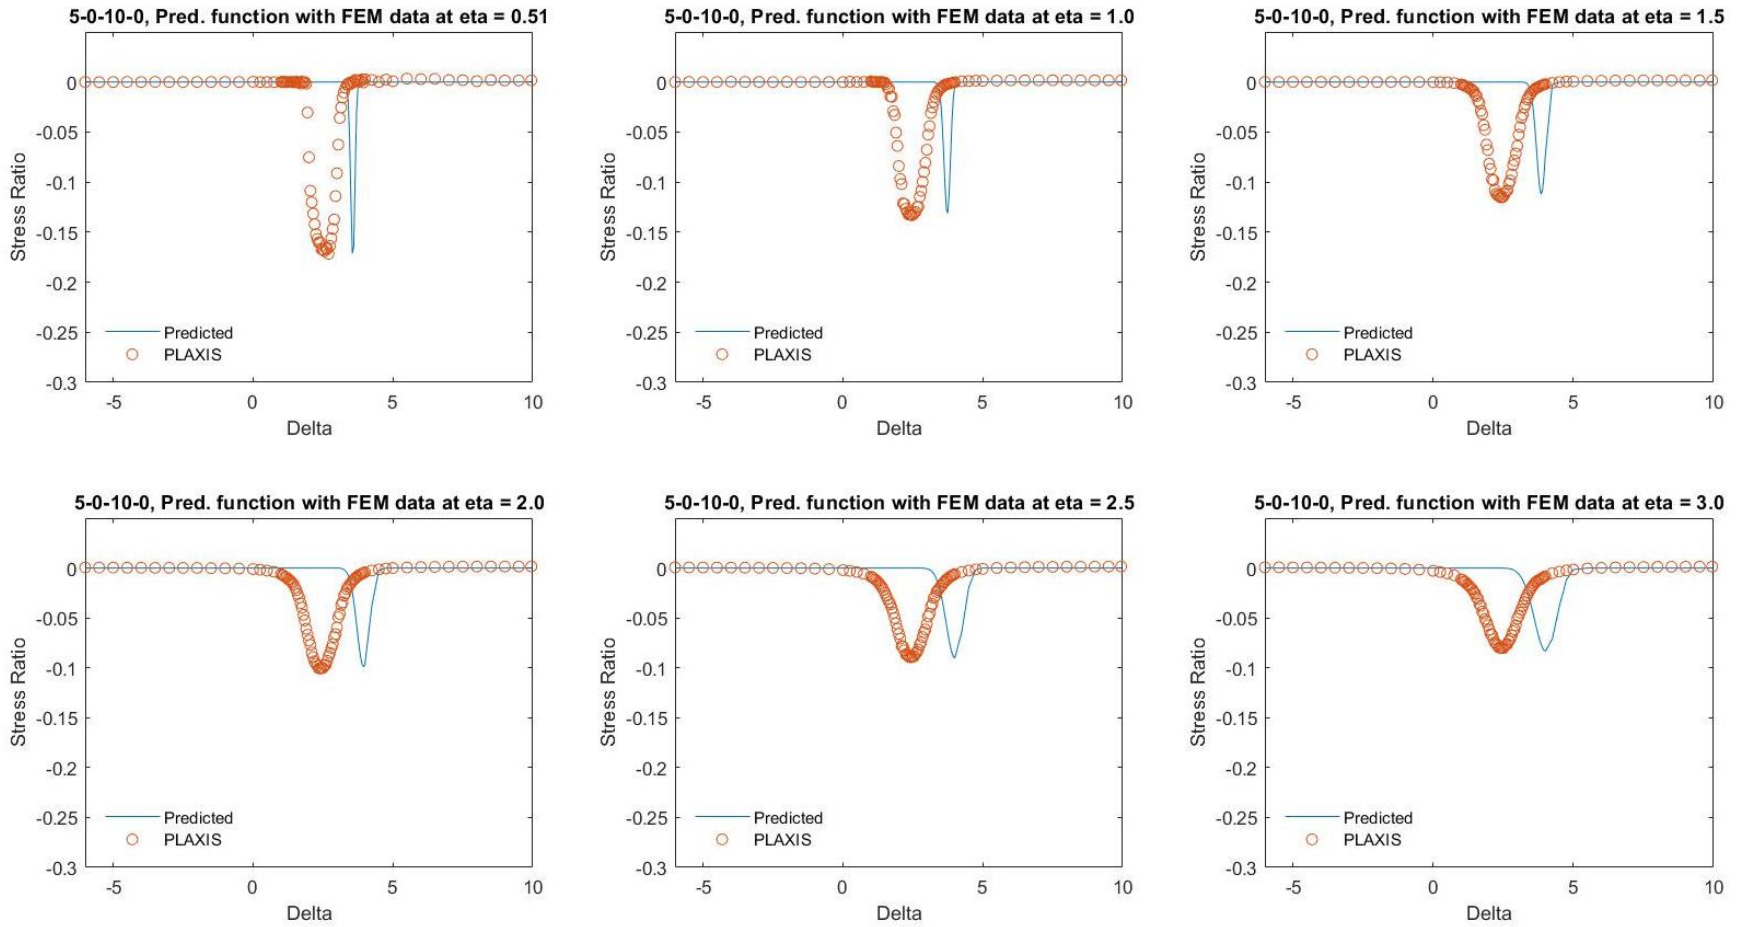 5-0-10-0, Pred. function with FEM data at eta = 0.51
0
-0.05
-0.1
-0.15
-0.2
-0.25
-0.3
Stress Ratio
Predicted
PLAXIS
-5 0 5 10
Delta
5-0-10-0, Pred. function with FEM data at eta = 1.0
0
-0.05
-0.1
-0.15
-0.2
-0.25
-0.3
Stress Ratio
Predicted
PLAXIS
-5 0 5 10
Delta
5-0-10-0, Pred. function with FEM data at eta = 1.5
0
-0.05
-0.1
-0.15
-0.2
-0.25
-0.3
Stress Ratio
Predicted
PLAXIS
-5 0 5 10
Delta
5-0-10-0, Pred. function with FEM data at eta = 2.0
0
-0.05
-0.1
-0.15
-0.2
-0.25
-0.3
Stress Ratio
Predicted
PLAXIS
-5 0 5 10
Delta
5-0-10-0, Pred. function with FEM data at eta = 2.5
0
-0.05
-0.1
-0.15
-0.2
-0.25
-0.3
Stress Ratio
Predicted
PLAXIS
-5 0 5 10
Delta
5-0-10-0, Pred. function with FEM data at eta = 3.0
0
-0.05
-0.1
-0.15
-0.2
-0.25
-0.3
Stress Ratio
Predicted
PLAXIS
-5 0 5 10
Delta